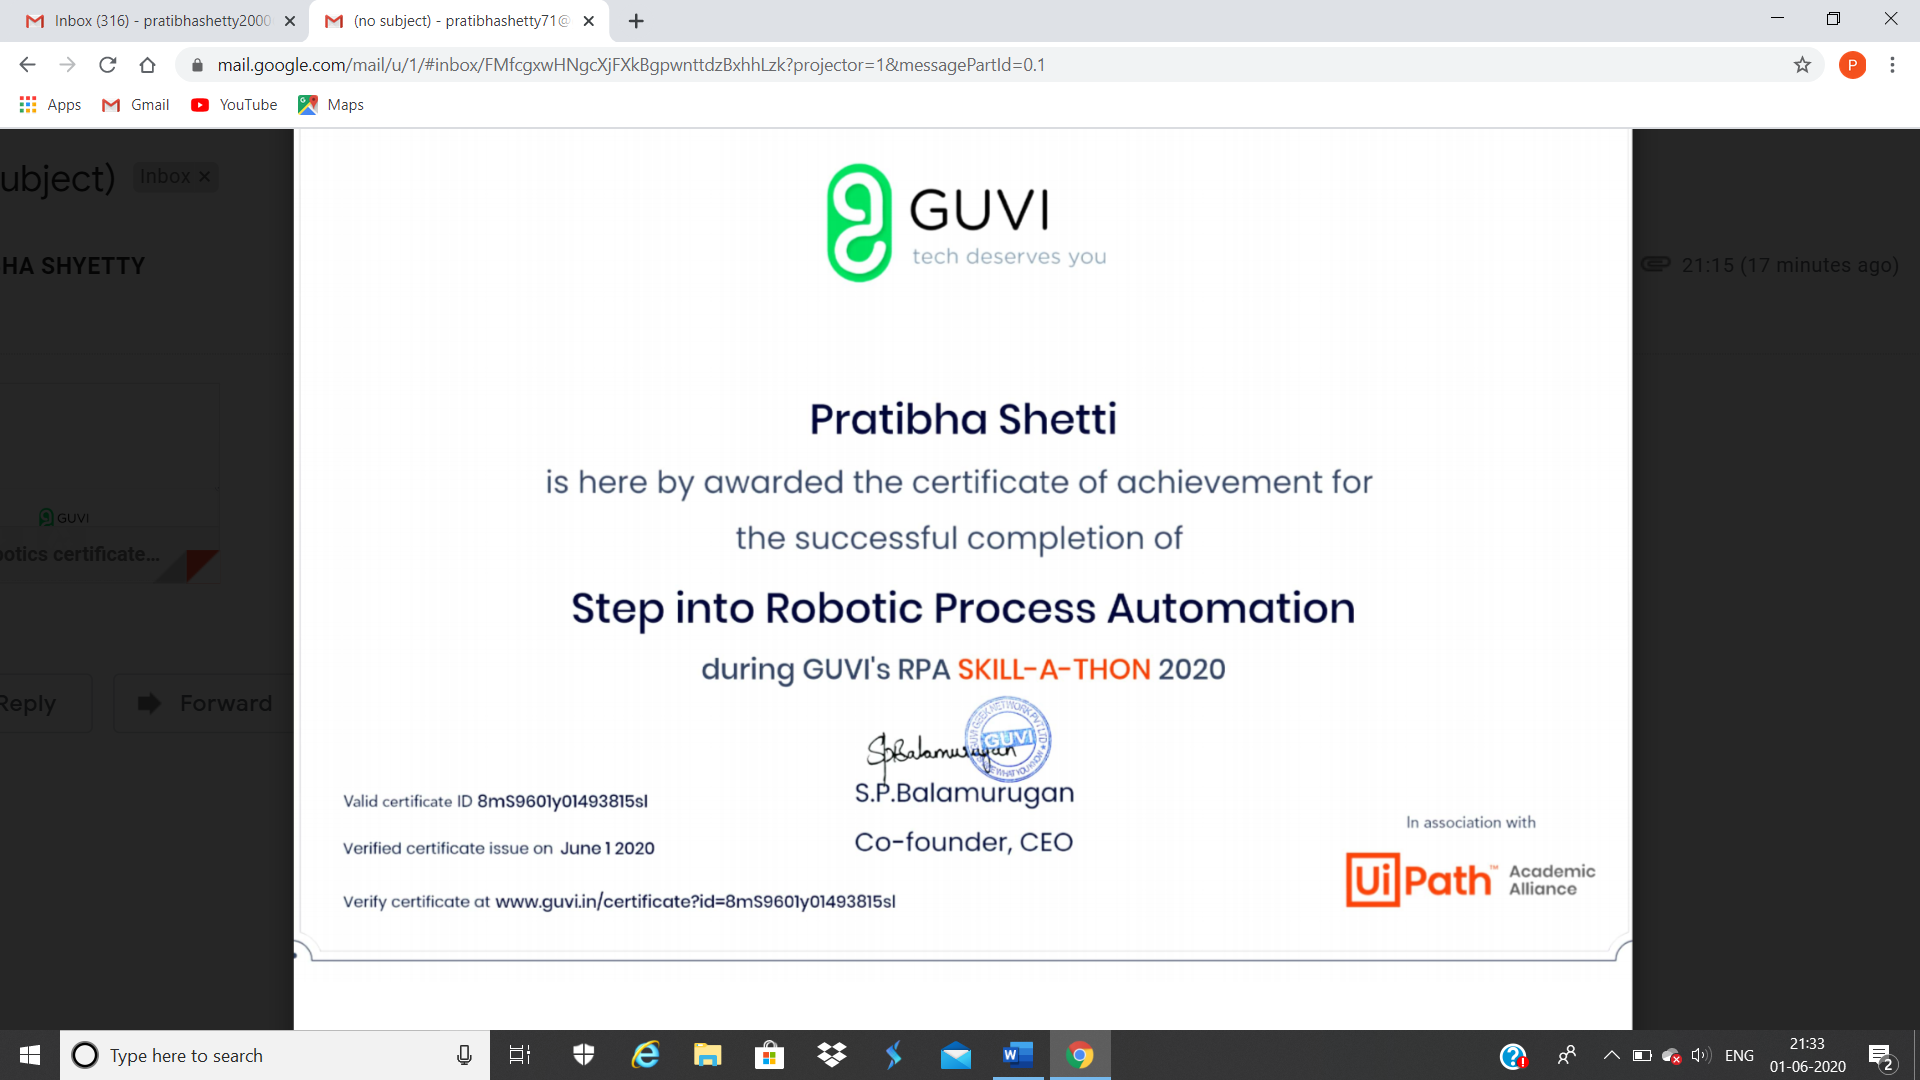 Inbox (316) - pratibhashetty2000
(no subject) - pratibhashetty71@
mail.google.com/mail/u/1/#inbox/FMfcgxwHNgcXjFXkBgpwnttdzBxhhLzk?projector=1&messagePartId=0.1
P
Apps
Gmail
YouTube
Maps
ubject)
Inbox
HA SHYETTY
21:15 (17 minutes ago)
GUVI
tech deserves you
Pratibha Shetti
is here by awarded the certificate of achievement for
the successful completion of
Step into Robotic Process Automation
during GUVI's RPA SKILL-A-THON 2020
GUVI
otics certificate...
Reply
Forward
GUVI
SpBalamurugan
S.P.Balamurugan
Co-founder, CEO
Valid certificate ID 8mS9601y01493815sl
Verified certificate issue on June 1 2020
Verify certificate at www.guvi.in/certificate?id=8mS9601y01493815sl
In association with
UiPath™ Academic
Alliance
Type here to search
ENG
21:33
01-06-2020
2